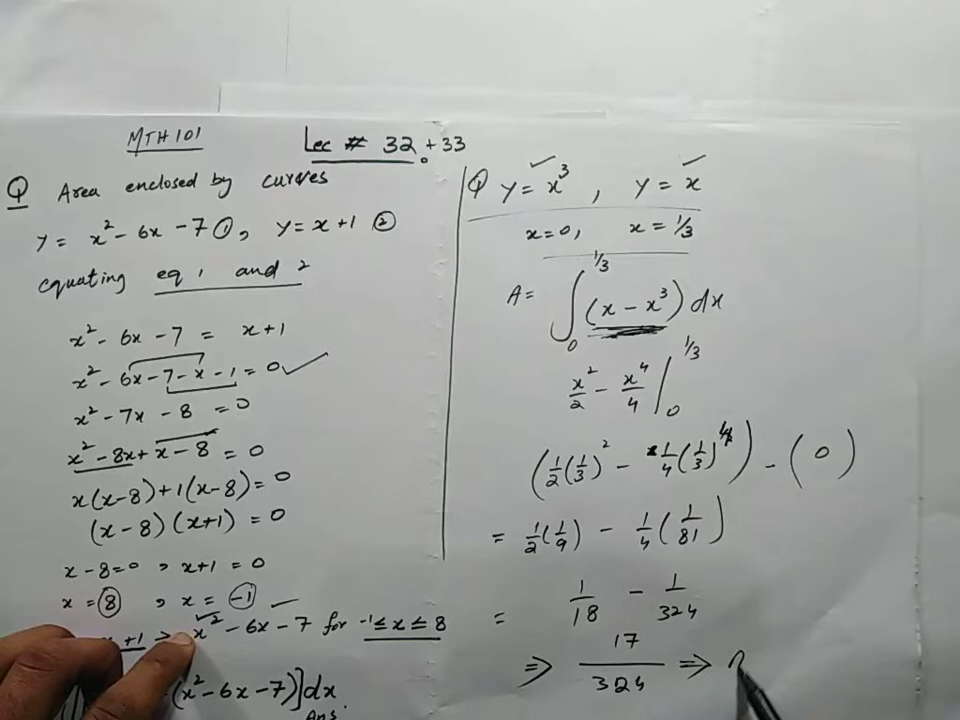 MTH101
Lec # 32 + 33
Q Area enclosed by curves
y = x² - 6x - 7 ①, y = x + 1 ②
equating eq 1 and 2
x² - 6x - 7 = x + 1
x² - 6x - 7 - x - 1 = 0 ✓
x² - 7x - 8 = 0
x² - 8x + x - 8 = 0
x(x-8) + 1(x-8) = 0
(x-8)(x+1) = 0
x - 8 = 0 , x + 1 = 0
x = 8 , x = -1
x² - 6x - 7 for -1 ≤ x ≤ 8
(x² - 6x - 7)]dx
Ans.
Q y = x³ , y = x
x = 0, x = 1/3
A = ∫₀^1/3 (x - x³) dx
x²/2 - x⁴/4 |₀^1/3
(1/2(1/3)² - 1/4(1/3)⁴) - (0)
= 1/2(1/9) - 1/4(1/81)
= 1/18 - 1/324
⇒ 17/324 ⇒